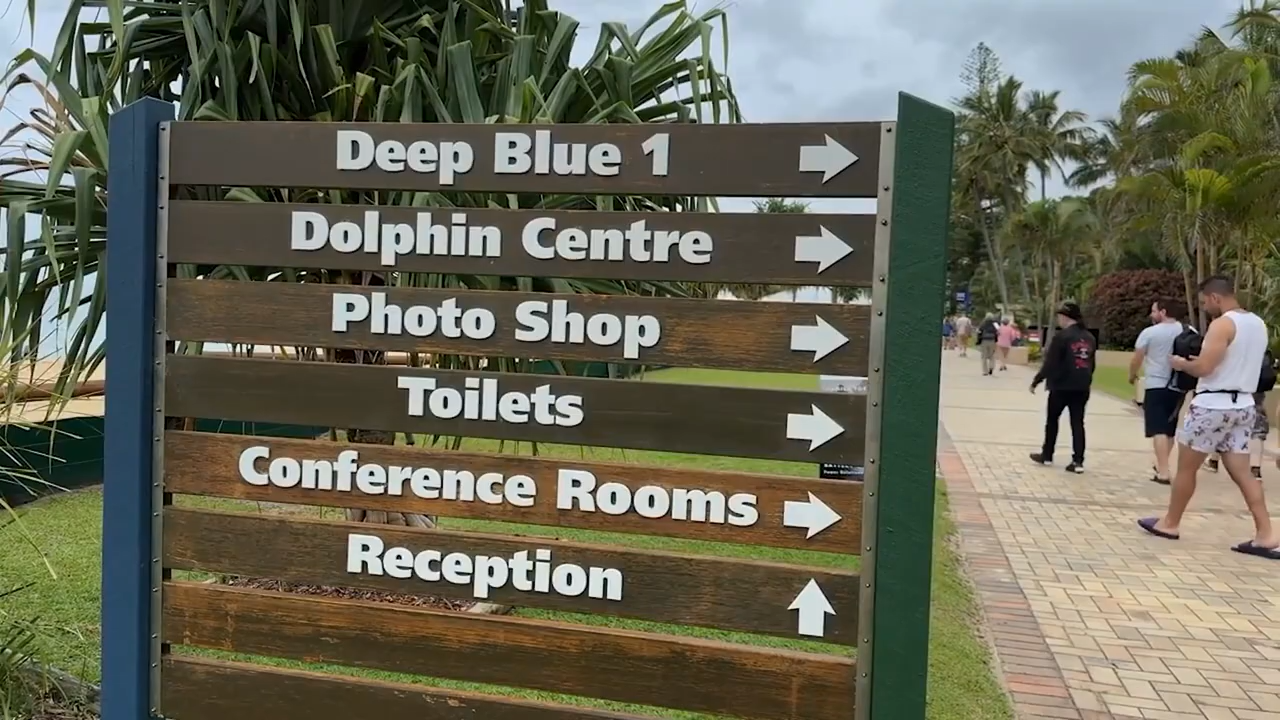 Deep Blue 1
Dolphin Centre
Photo Shop
Toilets
Conference Rooms
Reception